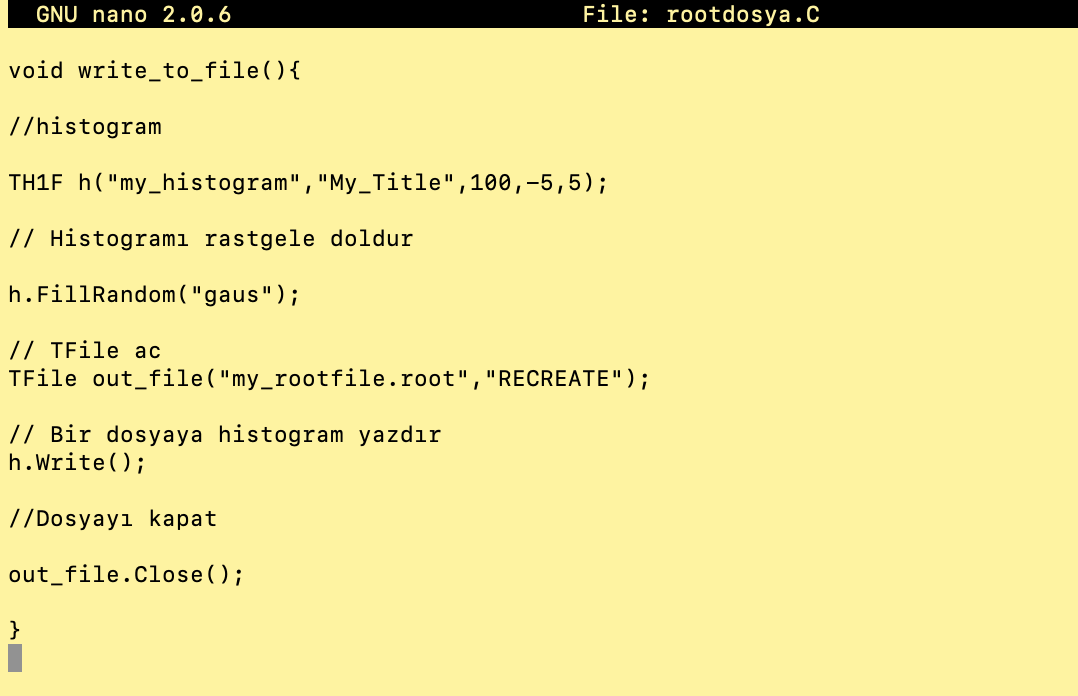 GNU nano 2.0.6 File: rootdosya.C
void write_to_file(){
//histogram
TH1F h("my_histogram","My_Title",100,-5,5);
// Histogramı rastgele doldur
h.FillRandom("gaus");
// TFile ac
TFile out_file("my_rootfile.root","RECREATE");
// Bir dosyaya histogram yazdır
h.Write();
//Dosyayı kapat
out_file.Close();
}